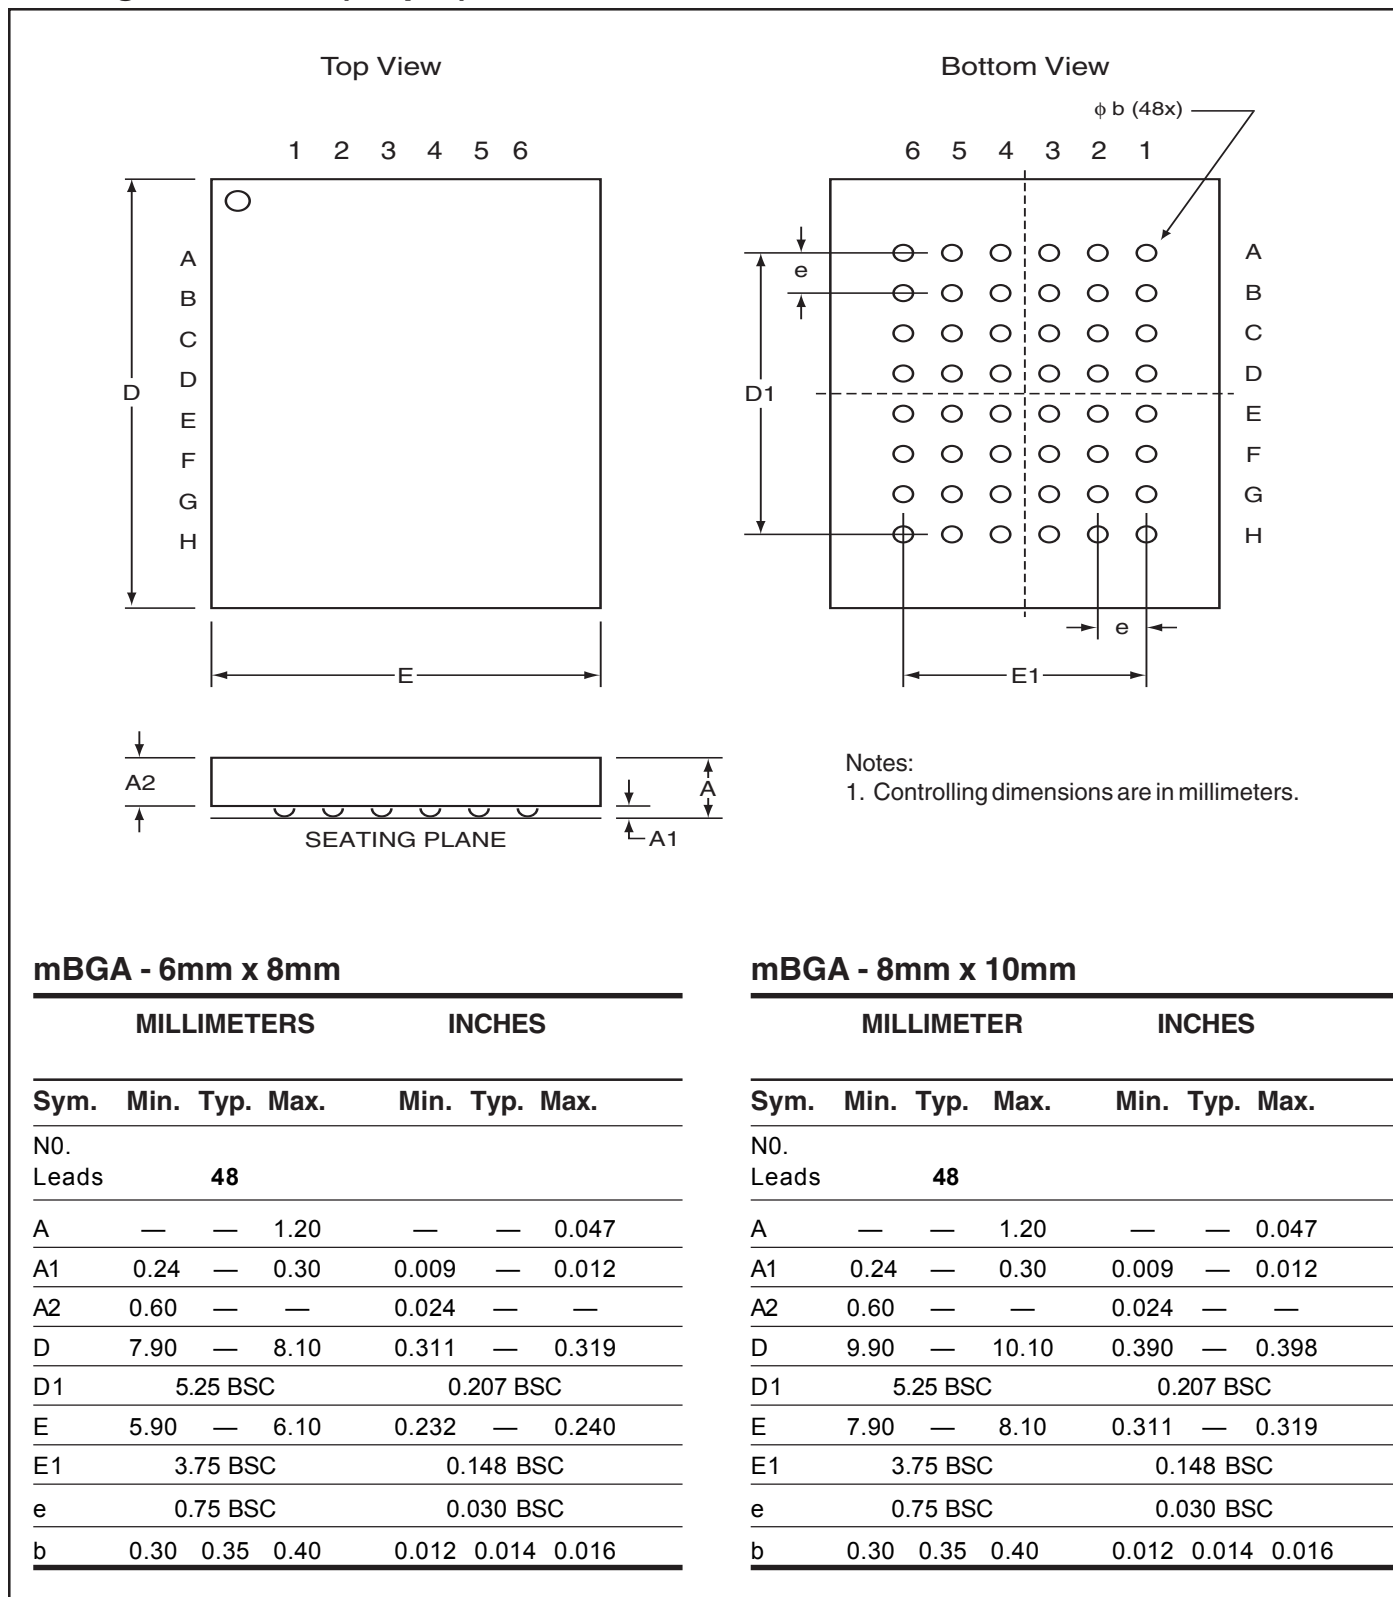 Top View
1 2 3 4 5 6
A
B
C
D
E
F
G
H
D
E
Bottom View
ϕ b (48x)
6 5 4 3 2 1
e
D1
A
B
C
D
E
F
G
H
e
E1
A2
A
A1
SEATING PLANE
Notes:
1. Controlling dimensions are in millimeters.
mBGA - 6mm x 8mm
MILLIMETERS INCHES
Sym. Min. Typ. Max. Min. Typ. Max.
N0.
Leads 48
A — — 1.20 — — 0.047
A1 0.24 — 0.30 0.009 — 0.012
A2 0.60 — — 0.024 — —
D 7.90 — 8.10 0.311 — 0.319
D1 5.25 BSC 0.207 BSC
E 5.90 — 6.10 0.232 — 0.240
E1 3.75 BSC 0.148 BSC
e 0.75 BSC 0.030 BSC
b 0.30 0.35 0.40 0.012 0.014 0.016
mBGA - 8mm x 10mm
MILLIMETER INCHES
Sym. Min. Typ. Max. Min. Typ. Max.
N0.
Leads 48
A — — 1.20 — — 0.047
A1 0.24 — 0.30 0.009 — 0.012
A2 0.60 — — 0.024 — —
D 9.90 — 10.10 0.390 — 0.398
D1 5.25 BSC 0.207 BSC
E 7.90 — 8.10 0.311 — 0.319
E1 3.75 BSC 0.148 BSC
e 0.75 BSC 0.030 BSC
b 0.30 0.35 0.40 0.012 0.014 0.016